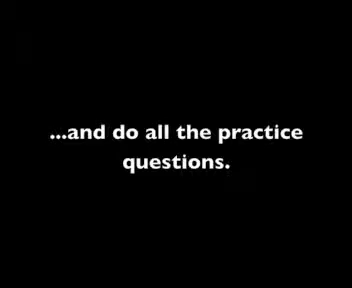 ...and do all the practice
questions.